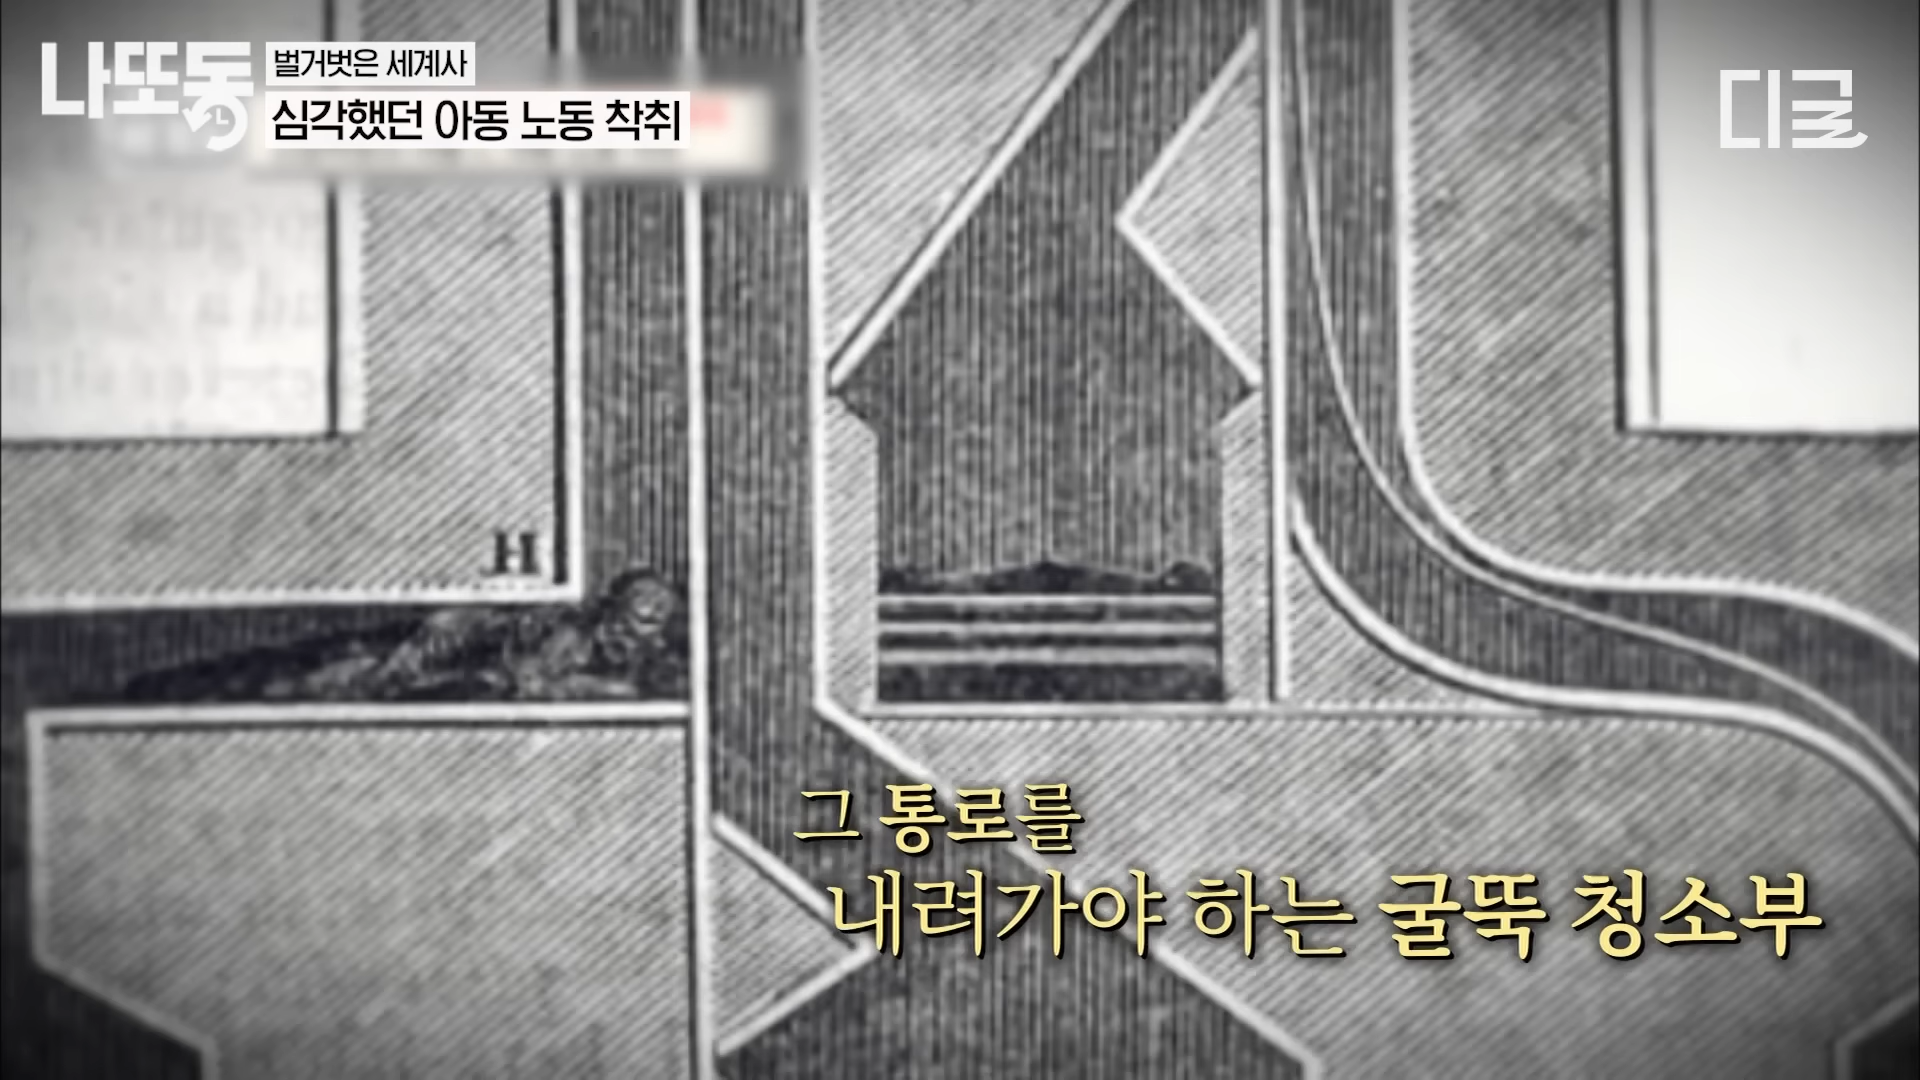 나또동
벌거벗은 세계사
심각했던 아동 노동 착취
디글
H
그 통로를
내려가야 하는 굴뚝 청소부